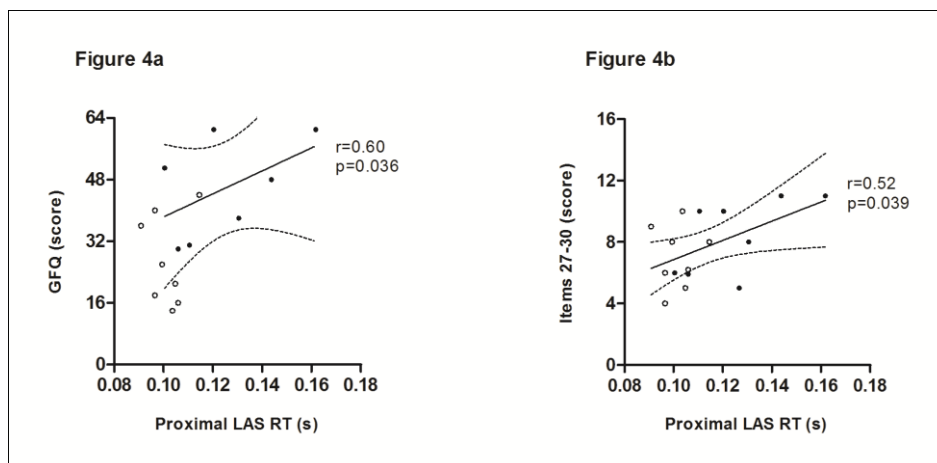 Figure 4a
64
48
32
16
0
GFQ (score)
r=0.60
p=0.036
0.08 0.10 0.12 0.14 0.16 0.18
Proximal LAS RT (s)
Figure 4b
16
12
8
4
0
Items 27-30 (score)
r=0.52
p=0.039
0.08 0.10 0.12 0.14 0.16 0.18
Proximal LAS RT (s)